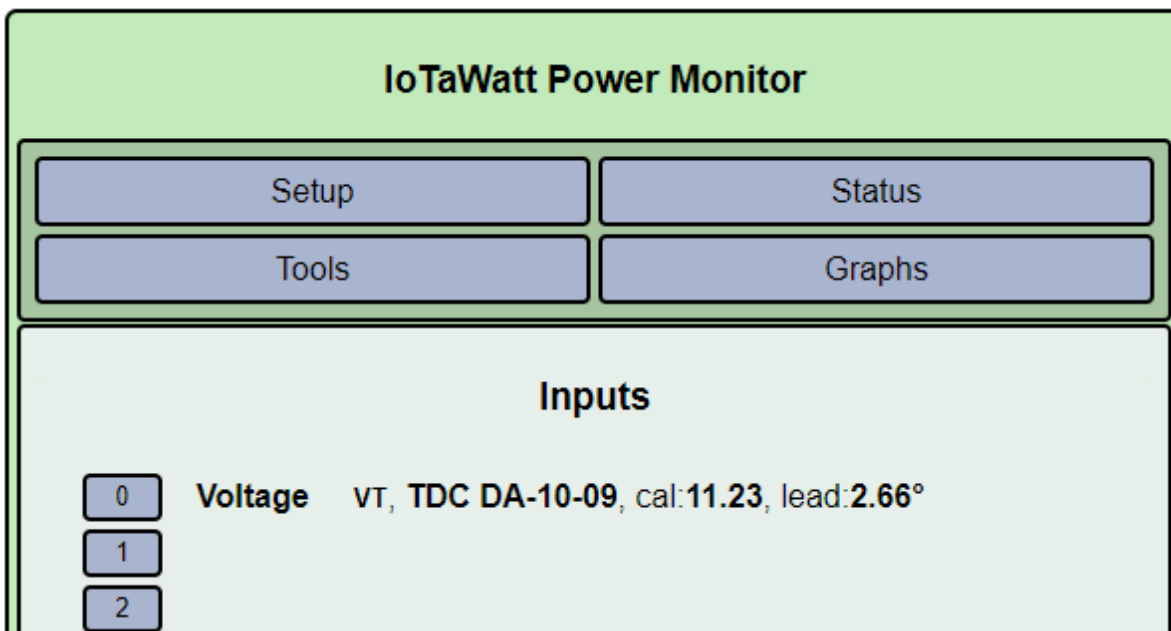 IoTaWatt Power Monitor
Setup Status
Tools Graphs
Inputs
0 Voltage VT, TDC DA-10-09, cal:11.23, lead:2.66°
1
2